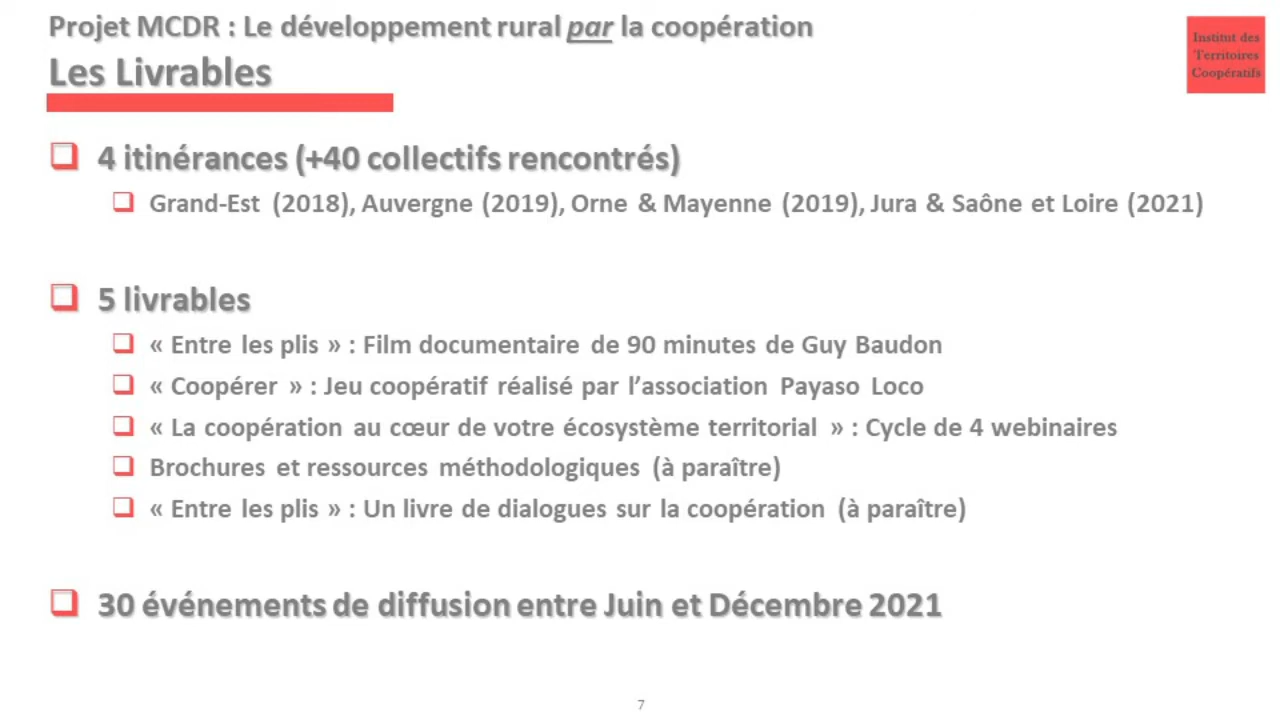 Projet MCDR : Le développement rural par la coopération
Les Livrables
Institut des
Territoires
Coopératifs
4 itinérances (+40 collectifs rencontrés)
Grand-Est (2018), Auvergne (2019), Orne & Mayenne (2019), Jura & Saône et Loire (2021)
5 livrables
« Entre les plis » : Film documentaire de 90 minutes de Guy Baudon
« Coopérer » : Jeu coopératif réalisé par l’association Payaso Loco
« La coopération au cœur de votre écosystème territorial » : Cycle de 4 webinaires
Brochures et ressources méthodologiques (à paraître)
« Entre les plis » : Un livre de dialogues sur la coopération (à paraître)
30 événements de diffusion entre Juin et Décembre 2021
7